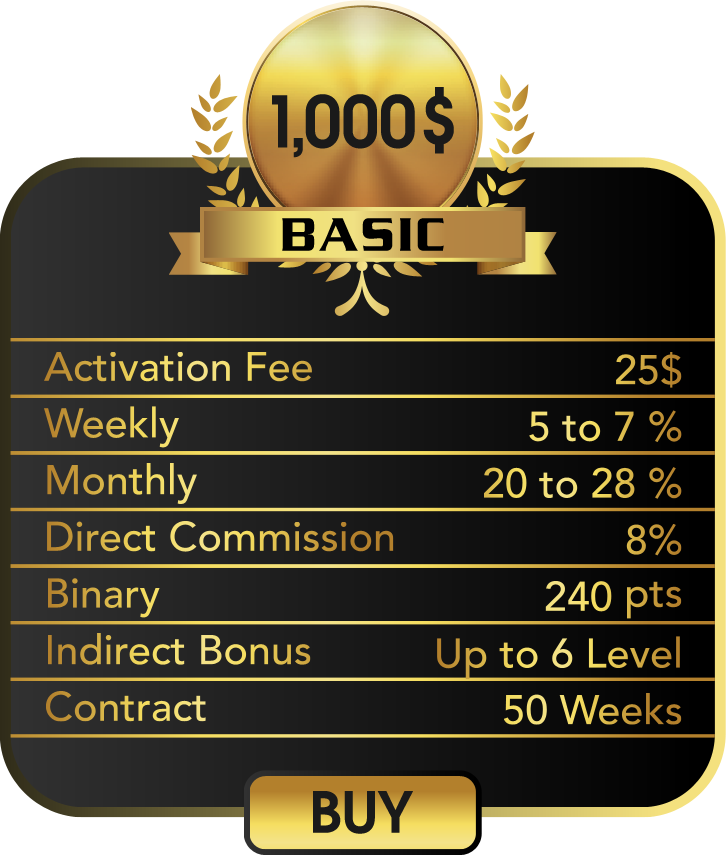 1,000$
BASIC
Activation Fee 25$
Weekly 5 to 7 %
Monthly 20 to 28 %
Direct Commission 8%
Binary 240 pts
Indirect Bonus Up to 6 Level
Contract 50 Weeks
BUY